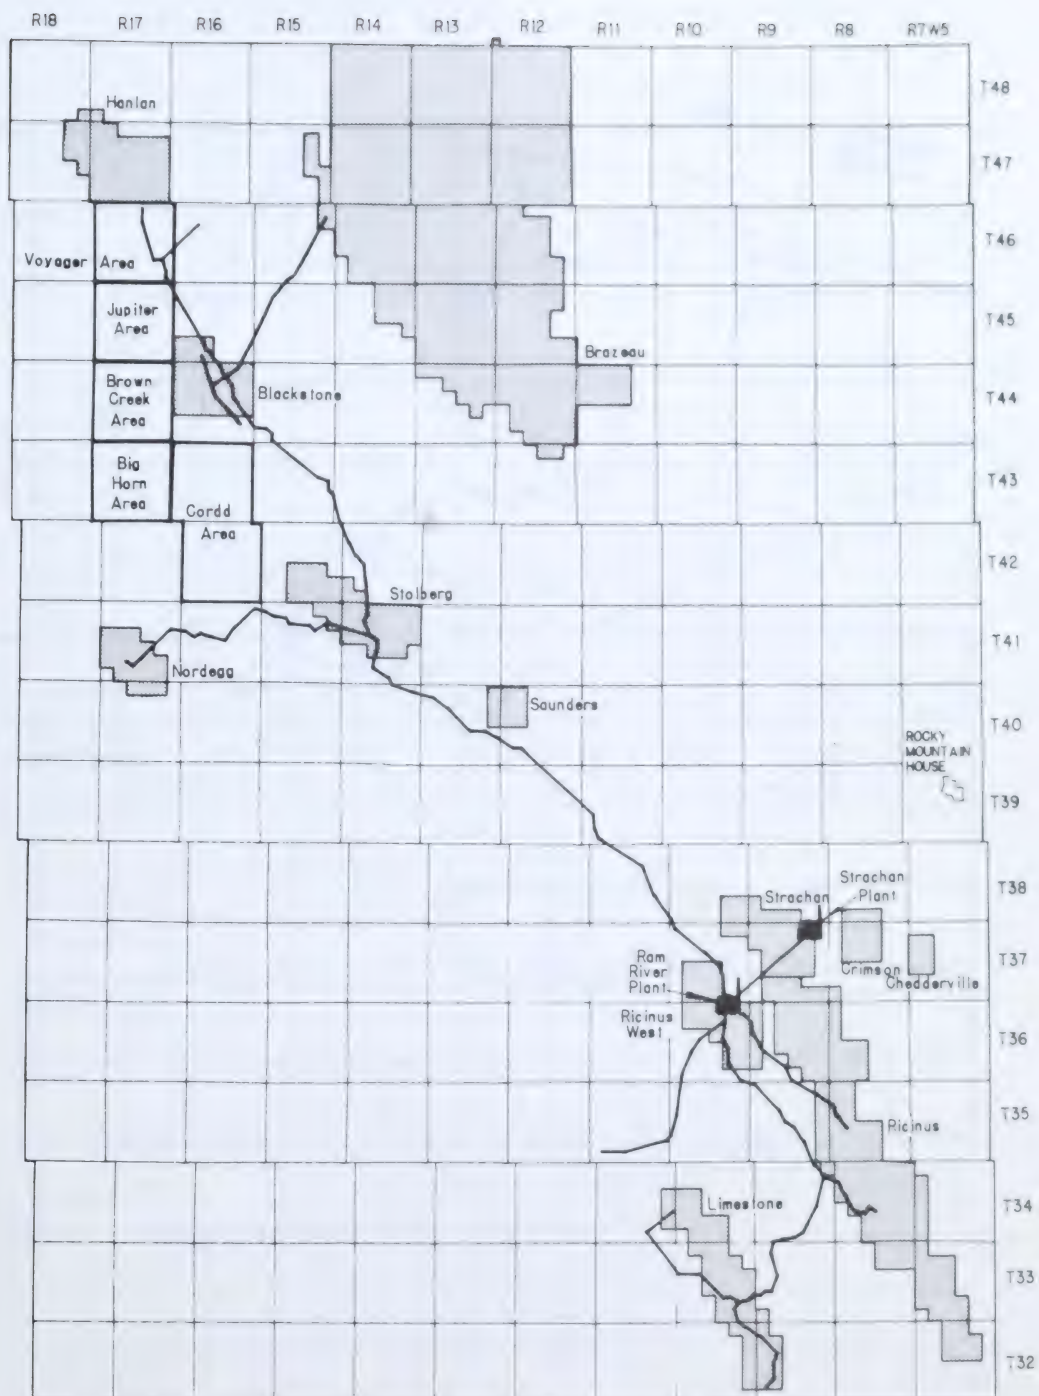 R18 R17 R16 R15 R14 R13 R12 R11 R10 R9 R8 R7W5
T48
Hanlan
T47
T46
Voyager Area
Jupiter
Area
T45
Brazeau
Brown
Creek
Area
Blackstone
T44
Big
Horn
Area
T43
Cordd
Area
T42
Stolberg
T41
Nordegg
Saunders
T40
ROCKY
MOUNTAIN
HOUSE
T39
T38
Strachan
Strachan
Plant
Ram
River
Plant
T37
Crimson
Chedderville
Ricinus
West
T36
T35
Ricinus
T34
Limestone
T33
T32